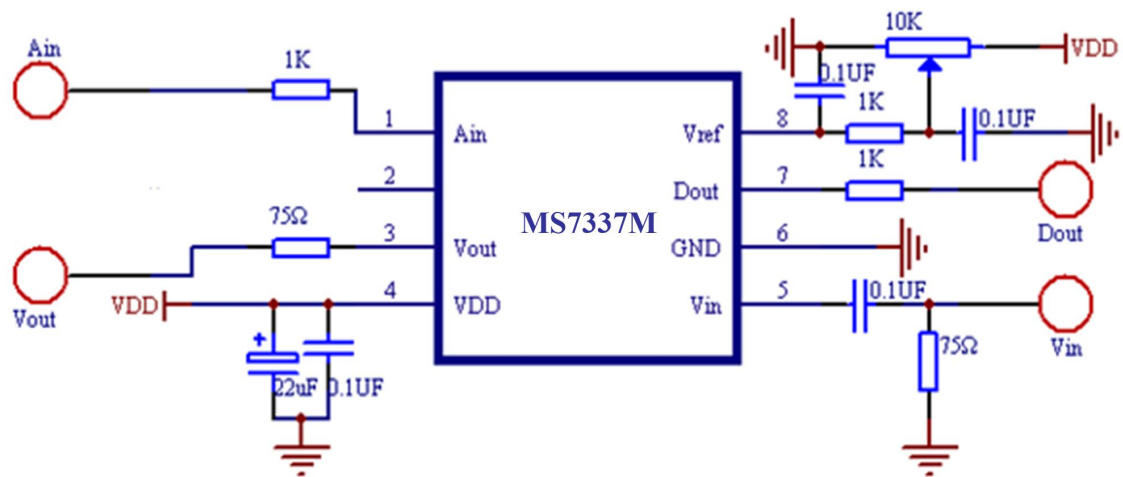 Ain
1K
1
Ain
2
75Ω
3
Vout
Vout
VDD
4
VDD
22uF
0.1UF
MS7337M
10K
VDD
0.1UF
1K
8
Vref
0.1UF
1K
7
Dout
Dout
6
GND
5
Vin
0.1UF
75Ω
Vin